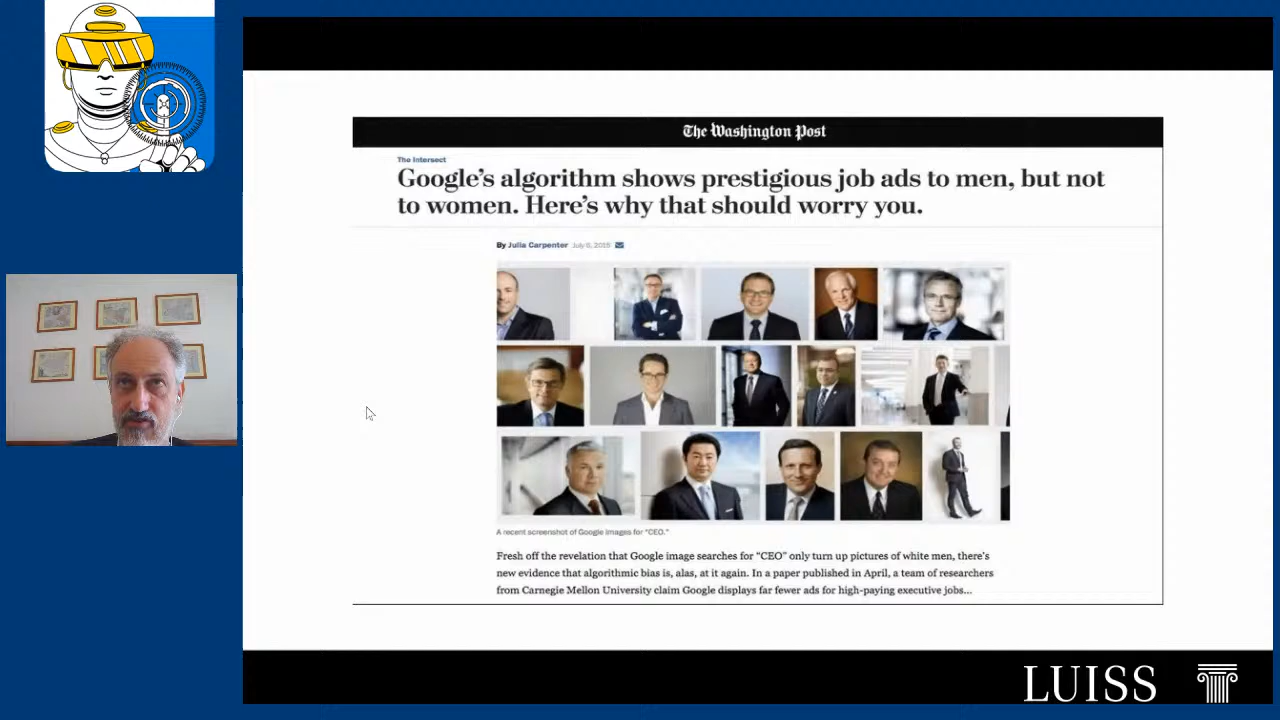 The Washington Post
The Intersect
Google's algorithm shows prestigious job ads to men, but not
to women. Here's why that should worry you.
By Julia Carpenter July 6, 2015
A recent screenshot of Google Images for "CEO."
Fresh off the revelation that Google image searches for "CEO" only turn up pictures of white men, there's
new evidence that algorithmic bias is, alas, at it again. In a paper published in April, a team of researchers
from Carnegie Mellon University claim Google displays far fewer ads for high-paying executive jobs...
LUISS